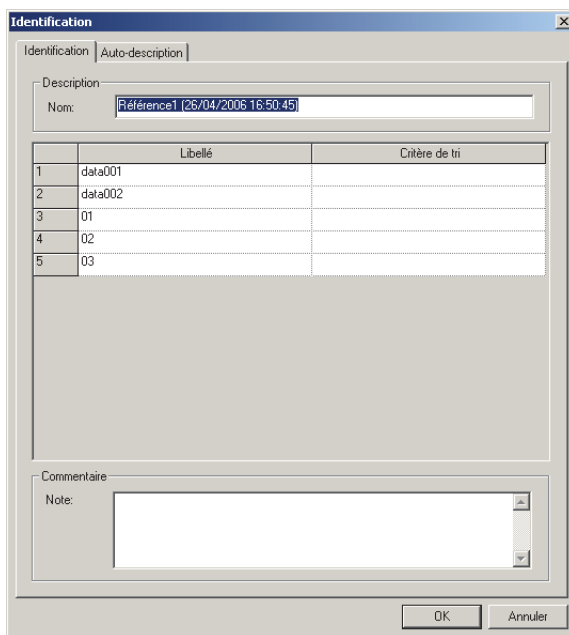 Identification
Identification Auto-description
Description
Nom: Référence1 (26/04/2006 16:50:45)
Libellé Critère de tri
1 data001
2 data002
3 01
4 02
5 03
Commentaire
Note:
OK Annuler